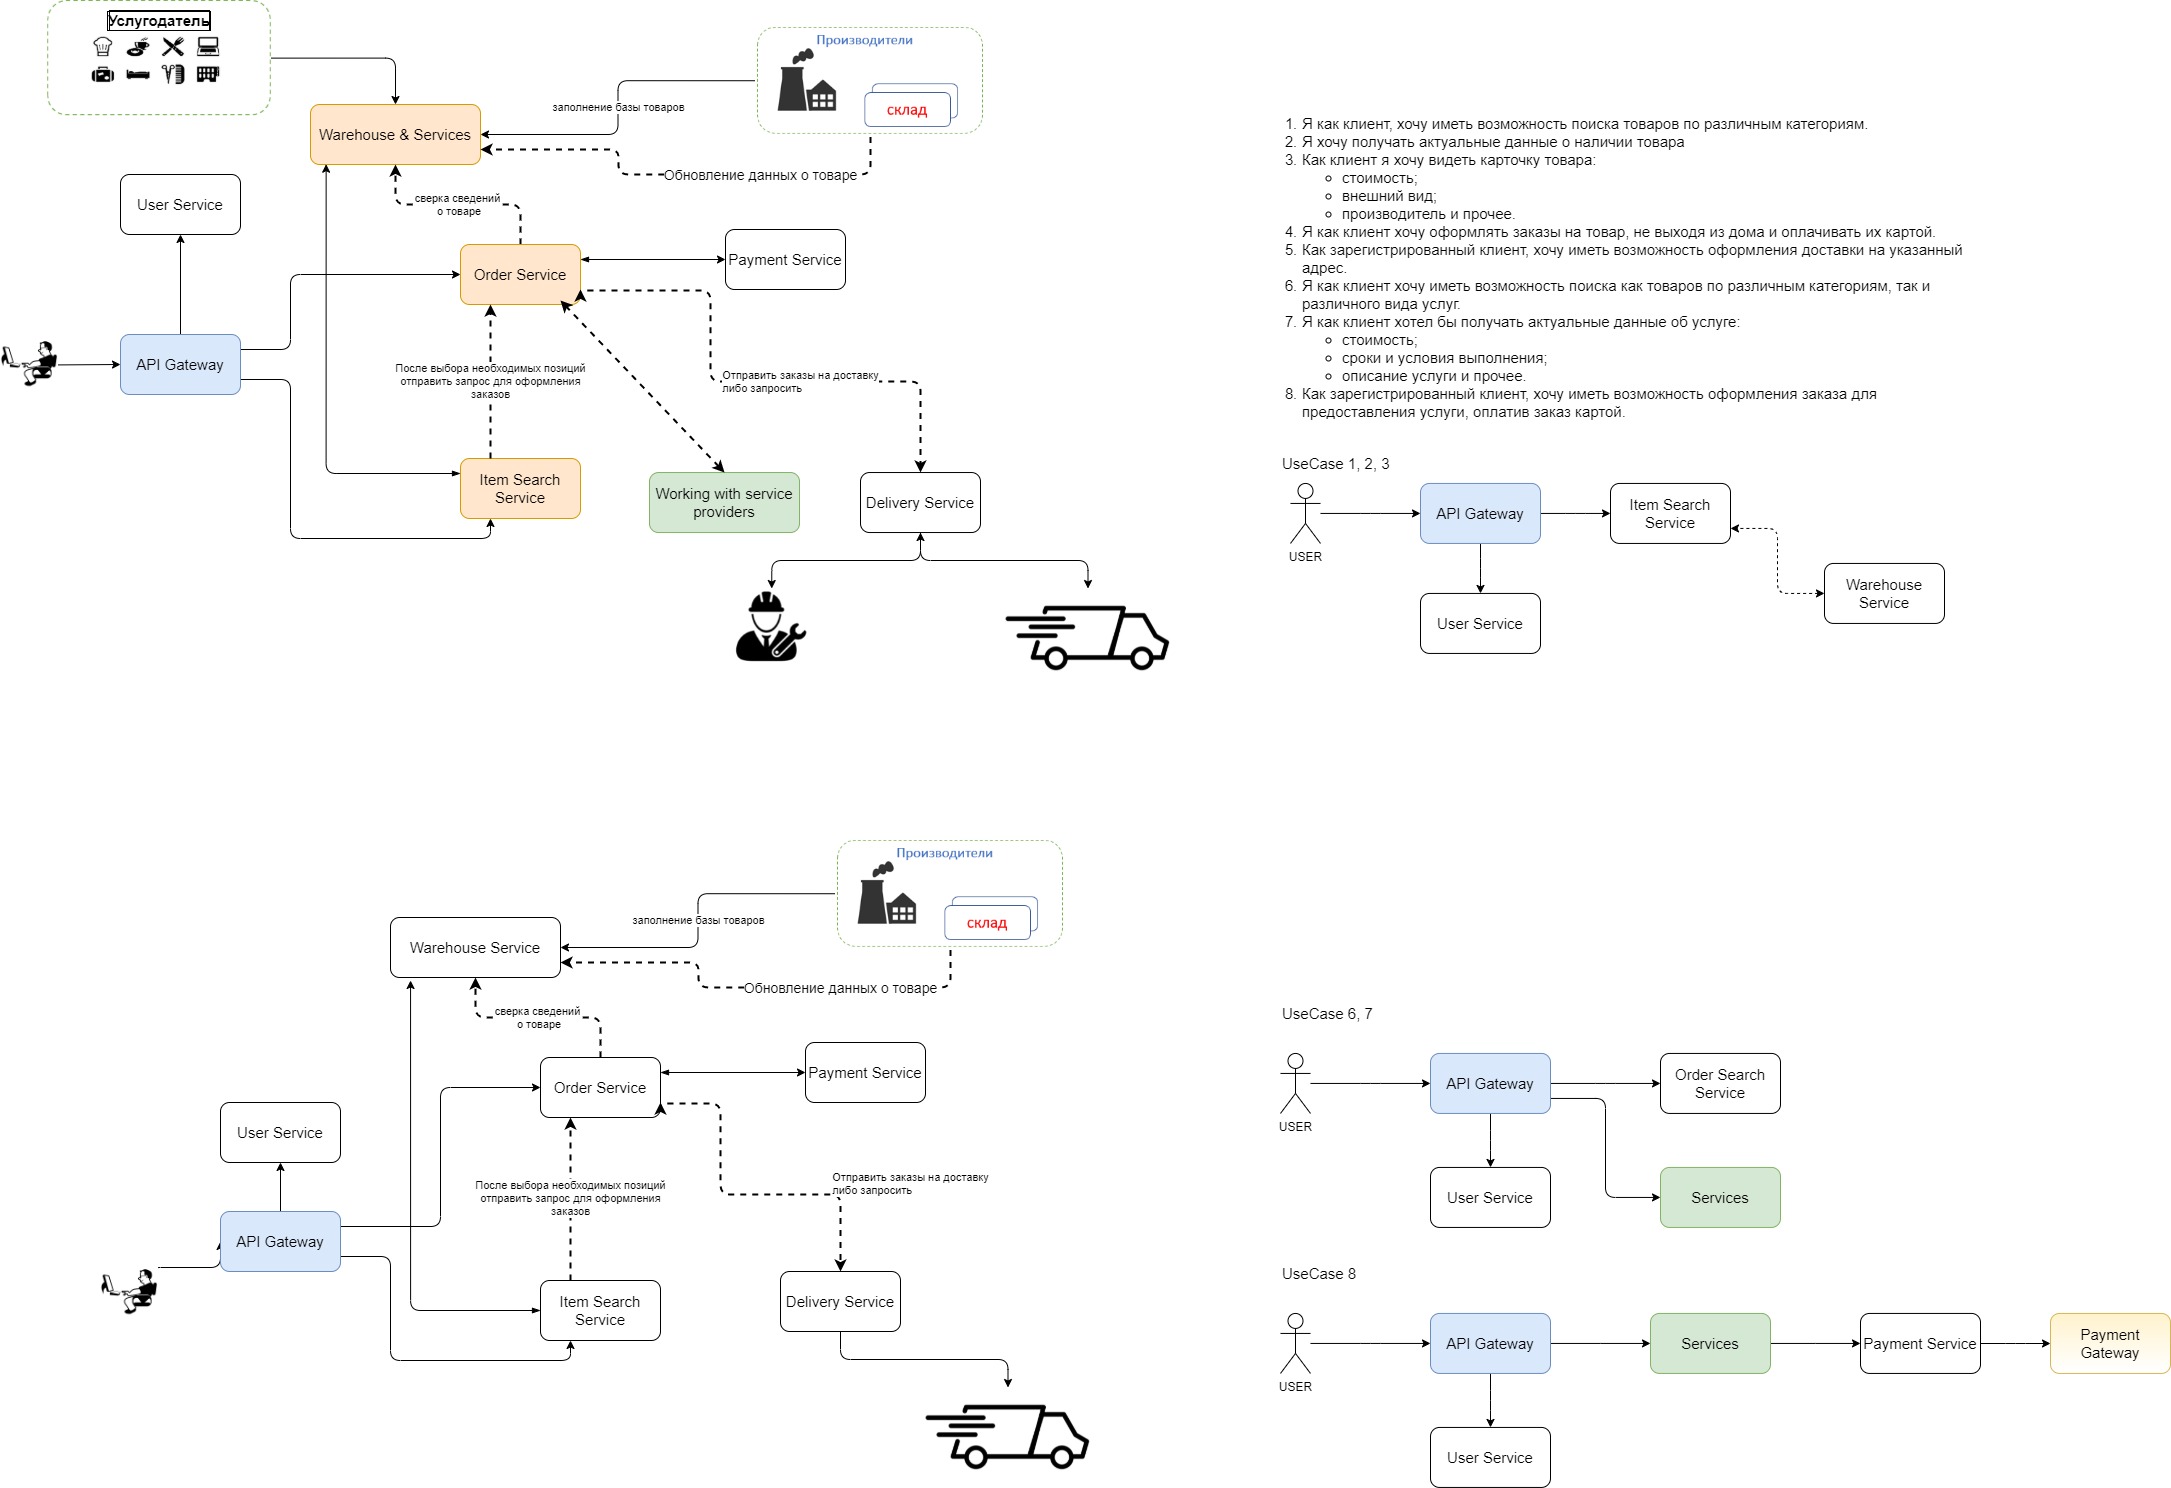 Услугодатель
Производители
склад
заполнение базы товаров
Warehouse & Services
Обновление данных о товаре
сверка сведений
о товаре
User Service
Order Service
Payment Service
API Gateway
После выбора необходимых позиций
отправить запрос для оформления
заказов
Отправить заказы на доставку
либо запросить
Item Search
Service
Working with service
providers
Delivery Service
1. Я как клиент, хочу иметь возможность поиска товаров по различным категориям.
2. Я хочу получать актуальные данные о наличии товара
3. Как клиент я хочу видеть карточку товара:
стоимость;
внешний вид;
производитель и прочее.
4. Я как клиент хочу оформлять заказы на товар, не выходя из дома и оплачивать их картой.
5. Как зарегистрированный клиент, хочу иметь возможность оформления доставки на указанный
адрес.
6. Я как клиент хочу иметь возможность поиска как товаров по различным категориям, так и
различного вида услуг.
7. Я как клиент хотел бы получать актуальные данные об услуге:
стоимость;
сроки и условия выполнения;
описание услуги и прочее.
8. Как зарегистрированный клиент, хочу иметь возможность оформления заказа для
предоставления услуги, оплатив заказ картой.
UseCase 1, 2, 3
USER
API Gateway
Item Search
Service
Warehouse
Service
User Service
Производители
склад
заполнение базы товаров
Warehouse Service
Обновление данных о товаре
сверка сведений
о товаре
Order Service
Payment Service
User Service
После выбора необходимых позиций
отправить запрос для оформления
заказов
Отправить заказы на доставку
либо запросить
API Gateway
Item Search
Service
Delivery Service
UseCase 6, 7
USER
API Gateway
Order Search
Service
User Service
Services
UseCase 8
USER
API Gateway
Services
Payment Service
Payment
Gateway
User Service